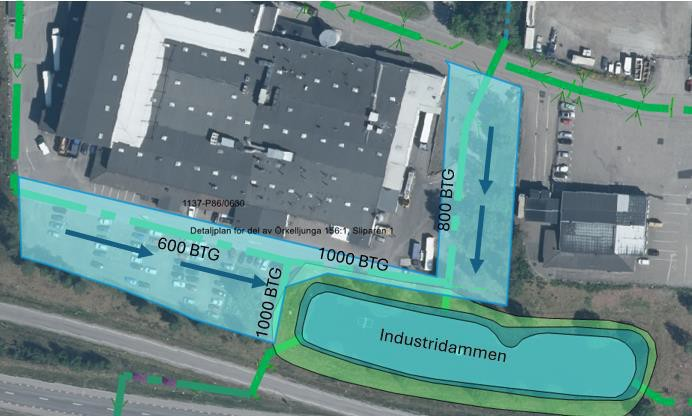 800 BTG
1137-P86/0630
Detaljplan för del av Örkelljunga 156:1, Sliparen 1
600 BTG
1000 BTG
1000 BTG
Industridammen